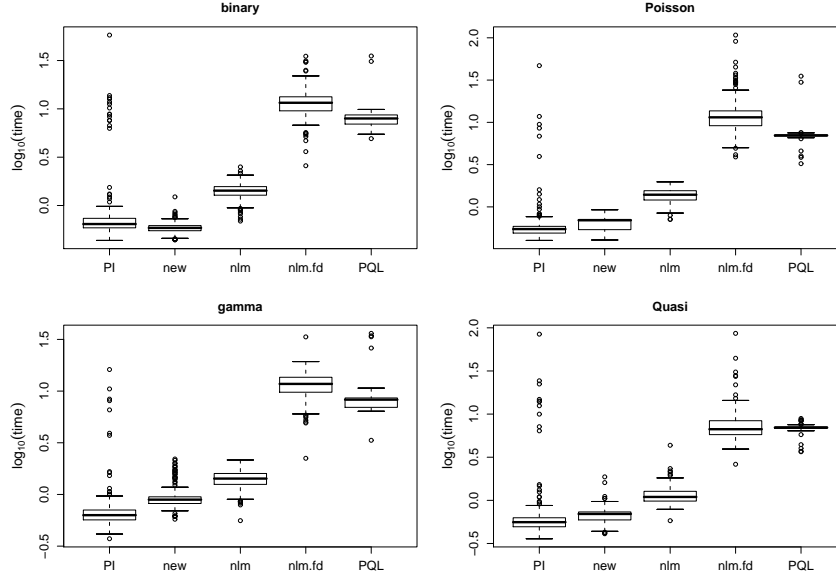 binary
log10(time)
0.0 0.5 1.0 1.5
PI new nlm nlm.fd PQL
Poisson
log10(time)
0.0 0.5 1.0 1.5 2.0
PI new nlm nlm.fd PQL
gamma
log10(time)
−0.5 0.0 0.5 1.0 1.5
PI new nlm nlm.fd PQL
Quasi
log10(time)
−0.5 0.0 0.5 1.0 1.5 2.0
PI new nlm nlm.fd PQL